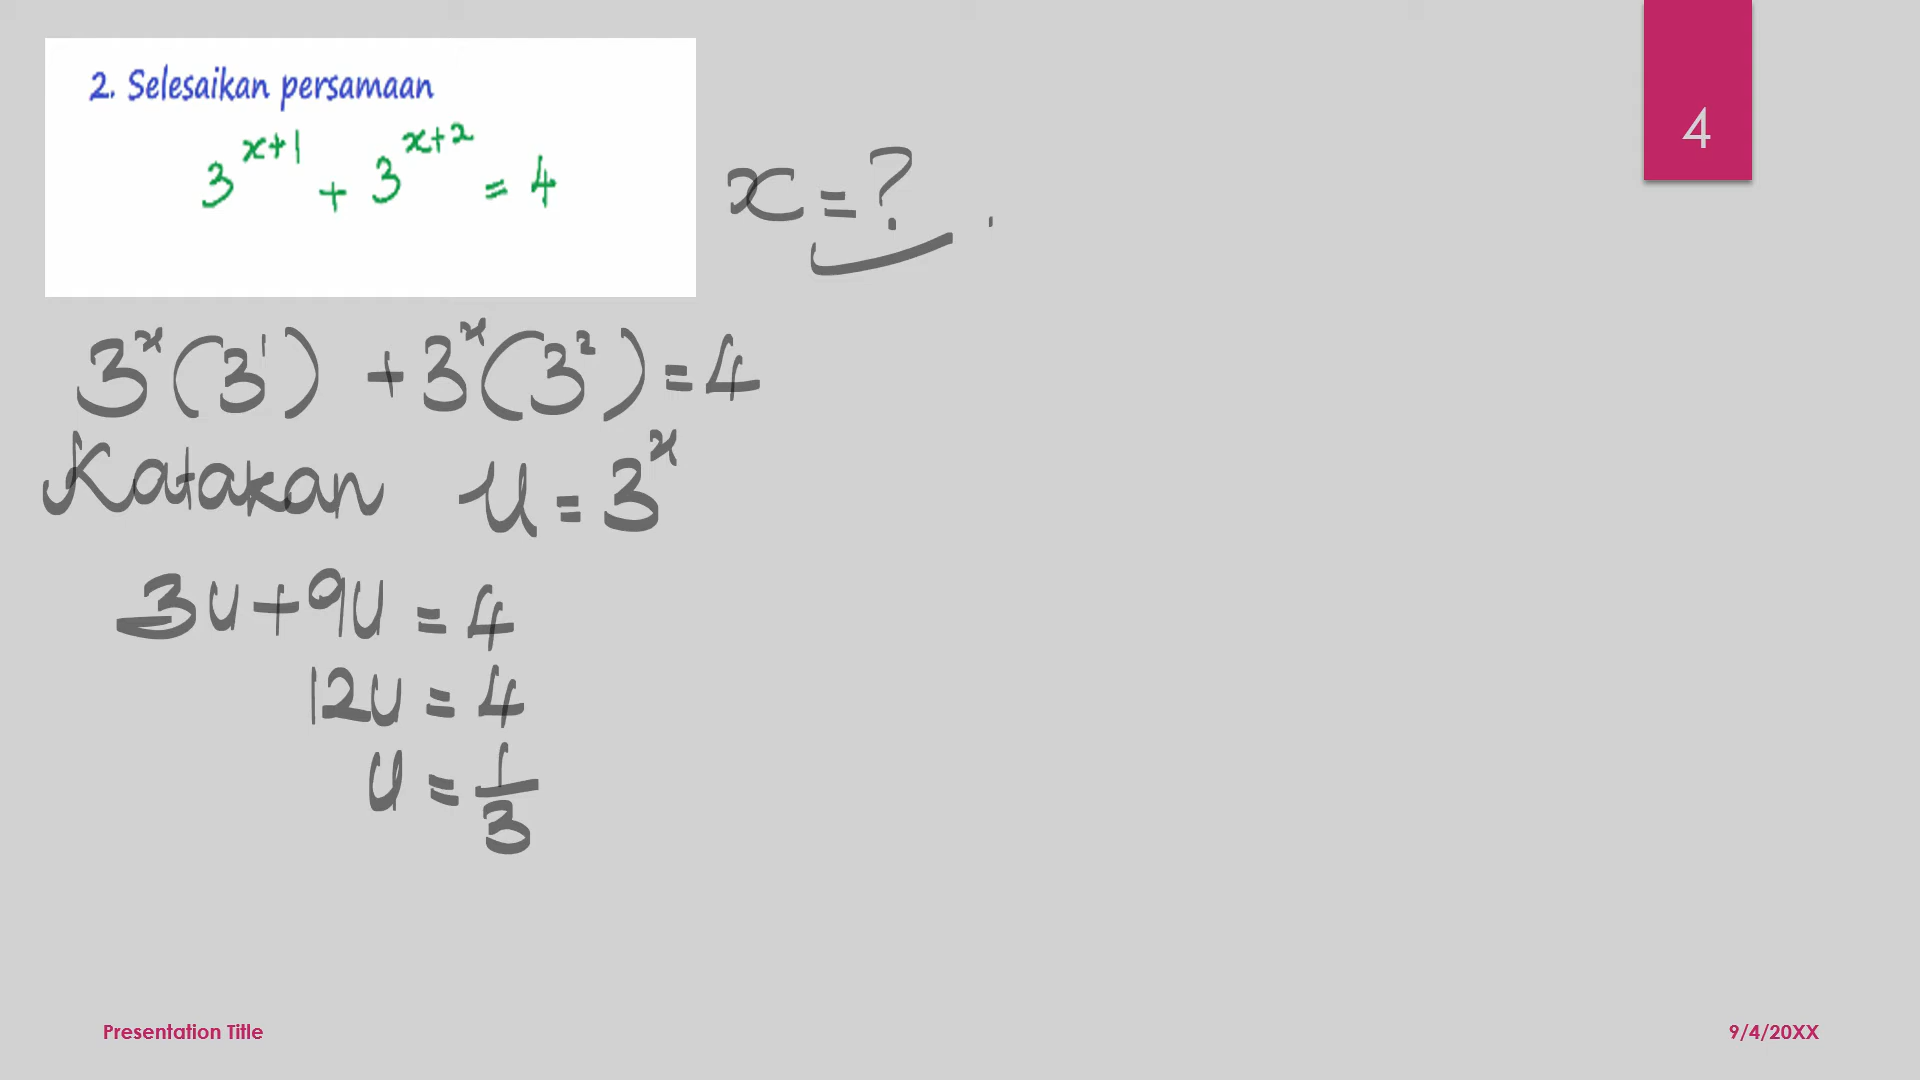 4
2. Selesaikan persamaan
3^{x+1} + 3^{x+2} = 4
x = ?
3^x(3^1) + 3^x(3^2) = 4
Katakan u = 3^x
3u + 9u = 4
12u = 4
u = 1/3
Presentation Title
9/4/20XX